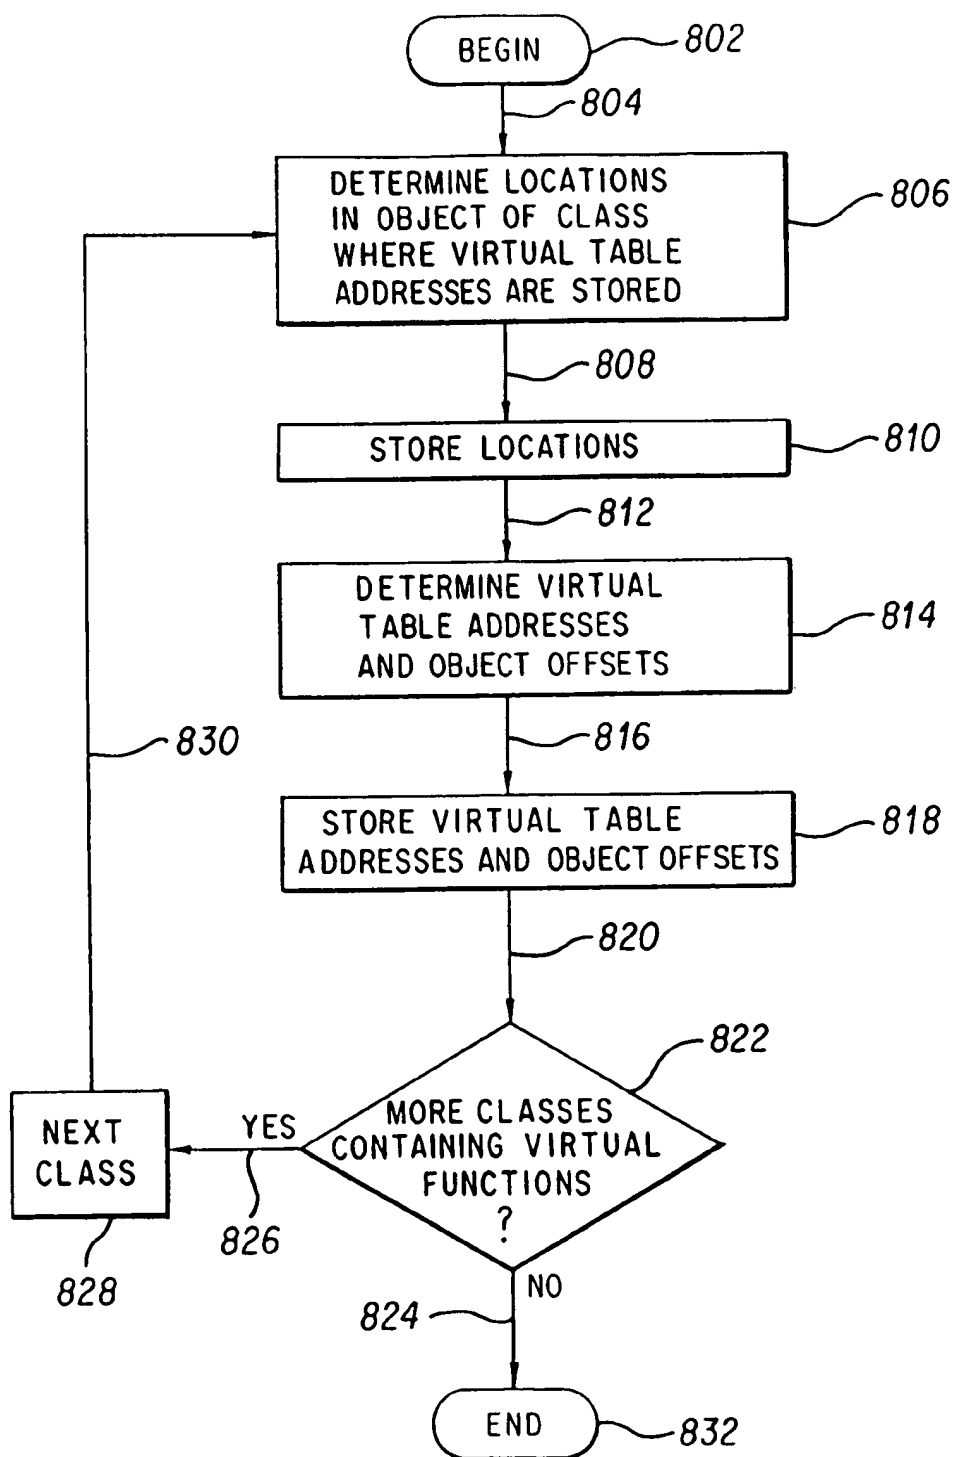 BEGIN
802
804
DETERMINE LOCATIONS
IN OBJECT OF CLASS
WHERE VIRTUAL TABLE
ADDRESSES ARE STORED
806
808
STORE LOCATIONS
810
812
DETERMINE VIRTUAL
TABLE ADDRESSES
AND OBJECT OFFSETS
814
816
830
STORE VIRTUAL TABLE
ADDRESSES AND OBJECT OFFSETS
818
820
822
MORE CLASSES
CONTAINING VIRTUAL
FUNCTIONS
?
YES
826
NEXT
CLASS
828
NO
824
END
832